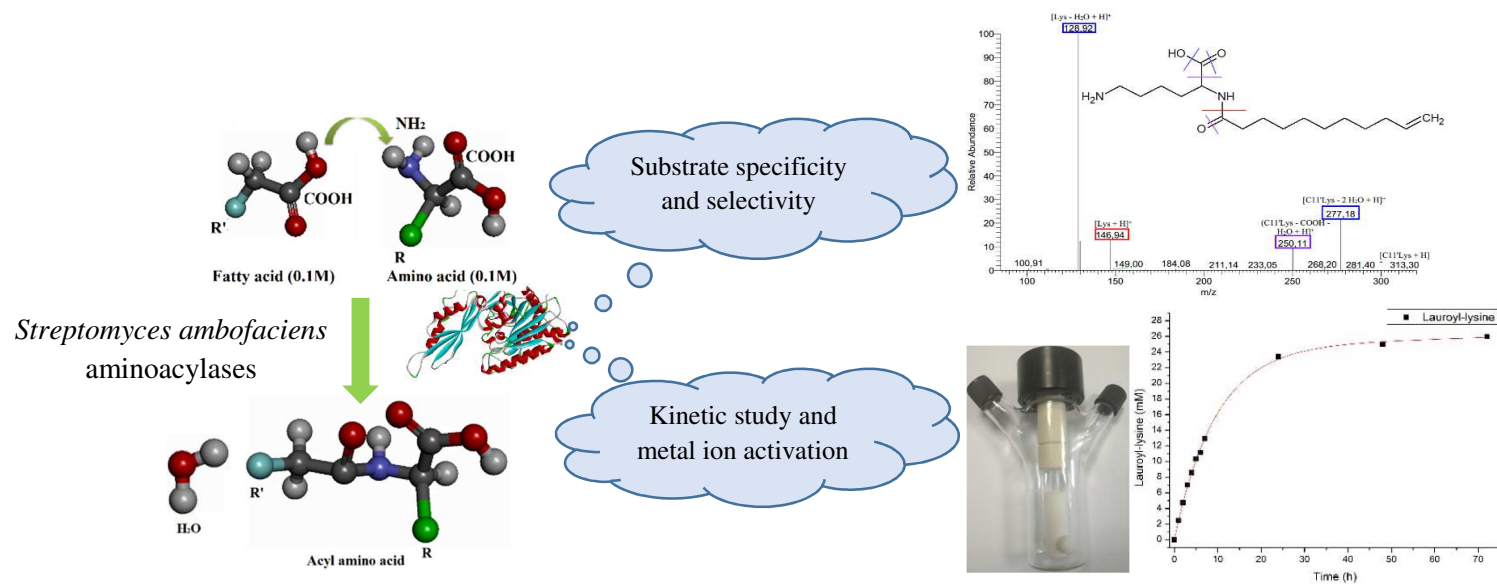 NH₂
COOH
COOH
R'
R
Fatty acid (0.1M)
Amino acid (0.1M)
Streptomyces ambofaciens
aminoacylases
R'
H₂O
R
Acyl amino acid
Substrate specificity
and selectivity
Kinetic study and
metal ion activation
[Lys - H₂O + H]⁺
128,92
HO
O
H₂N
NH
O
CH₂
Relative Abundance
100
90
80
70
60
50
40
30
20
10
0
100,91
[Lys + H]⁺
146,94
149,00
184,08
211,14
233,05
(C11'Lys - COOH -
H₂O + H]⁺
250,11
268,20
[C11'Lys - 2 H₂O + H]⁺
277,18
281,40
[C11'Lys + H]
313,30
100
150
200
250
300
m/z
Lauroyl-lysine
Lauroyl-lysine (mM)
28
26
24
22
20
18
16
14
12
10
8
6
4
2
0
0
10
20
30
40
50
60
70
Time (h)